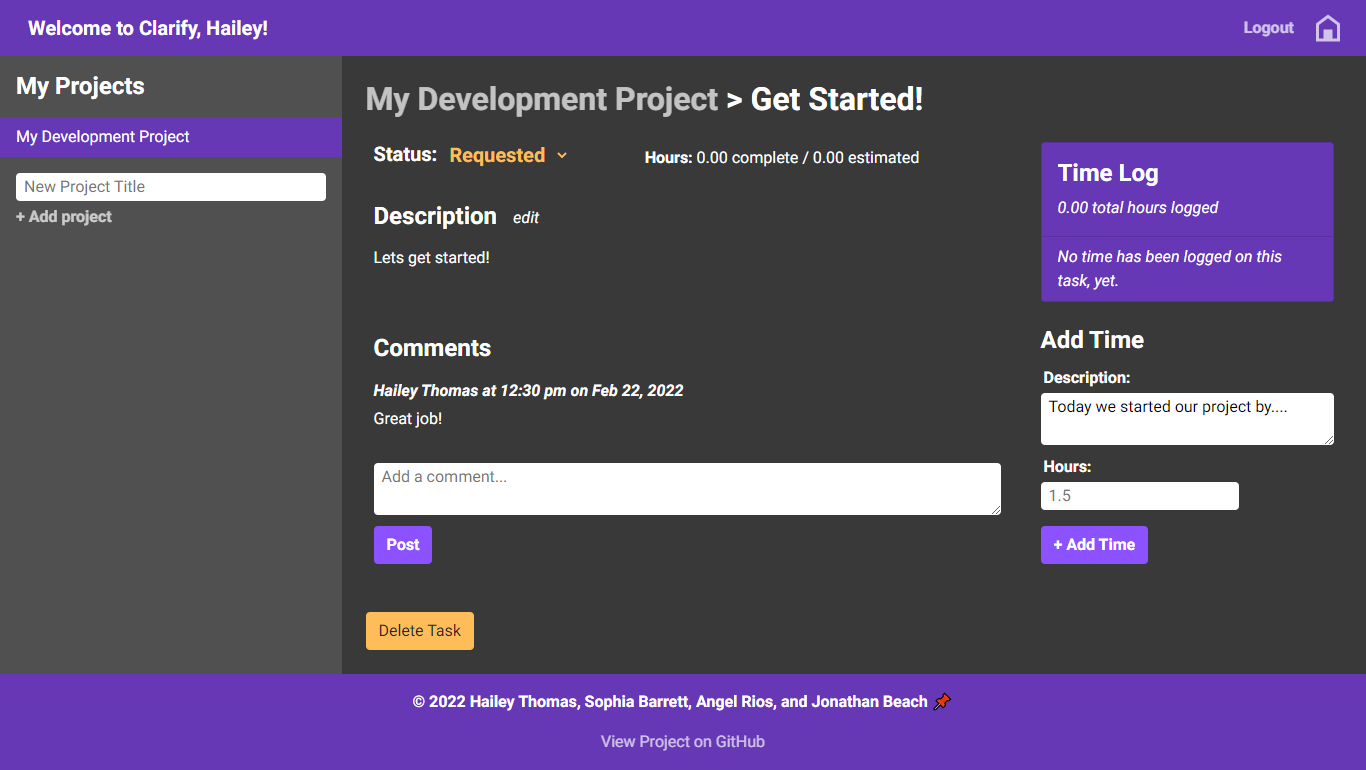 Welcome to Clarify, Hailey!
Logout
My Projects
My Development Project
New Project Title
+ Add project
My Development Project > Get Started!
Status: Requested
Hours: 0.00 complete / 0.00 estimated
Description edit
Lets get started!
Comments
Hailey Thomas at 12:30 pm on Feb 22, 2022
Great job!
Add a comment...
Post
Delete Task
Time Log
0.00 total hours logged
No time has been logged on this
task, yet.
Add Time
Description:
Today we started our project by....
Hours:
1.5
+ Add Time
© 2022 Hailey Thomas, Sophia Barrett, Angel Rios, and Jonathan Beach 📌
View Project on GitHub